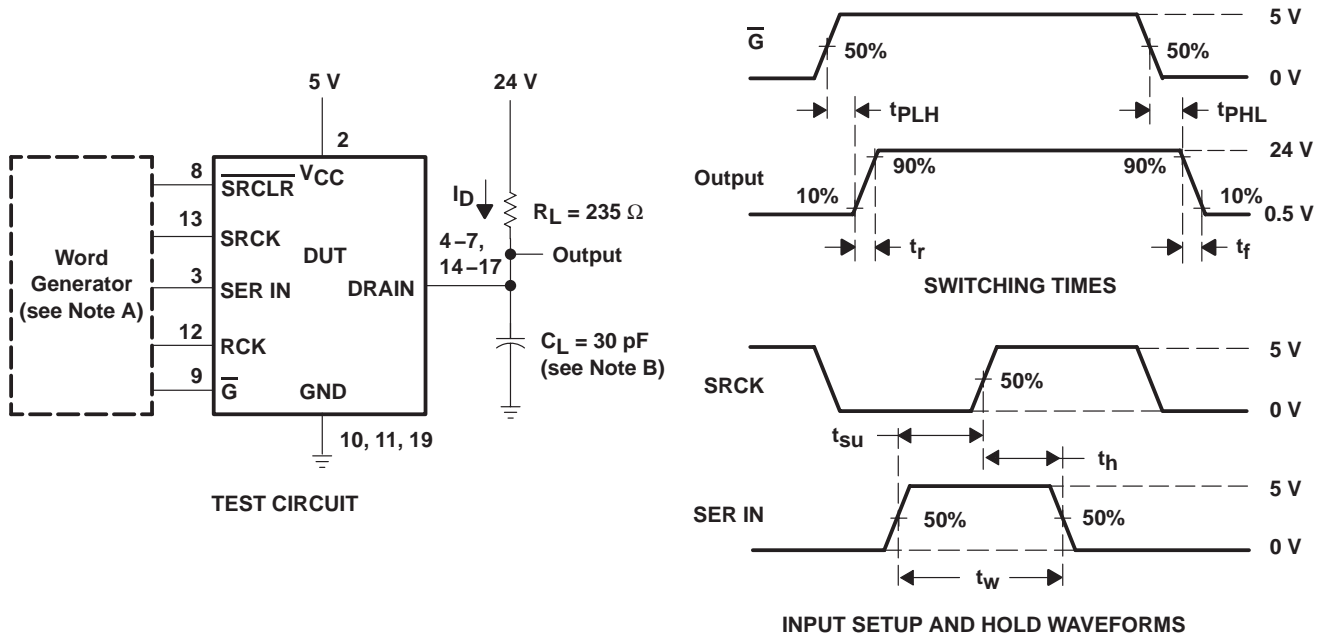 5 V
24 V
2
8
SRCLR
VCC
13
SRCK
DUT
3
SER IN
DRAIN
12
RCK
9
G
GND
10, 11, 19
Word
Generator
(see Note A)
ID
RL = 235 Ω
4–7,
14–17
Output
CL = 30 pF
(see Note B)
TEST CIRCUIT
G
50%
50%
5 V
0 V
tPLH
tPHL
Output
10%
90%
90%
10%
24 V
0.5 V
tr
tf
SWITCHING TIMES
SRCK
50%
5 V
0 V
tsu
th
SER IN
50%
50%
5 V
0 V
tw
INPUT SETUP AND HOLD WAVEFORMS